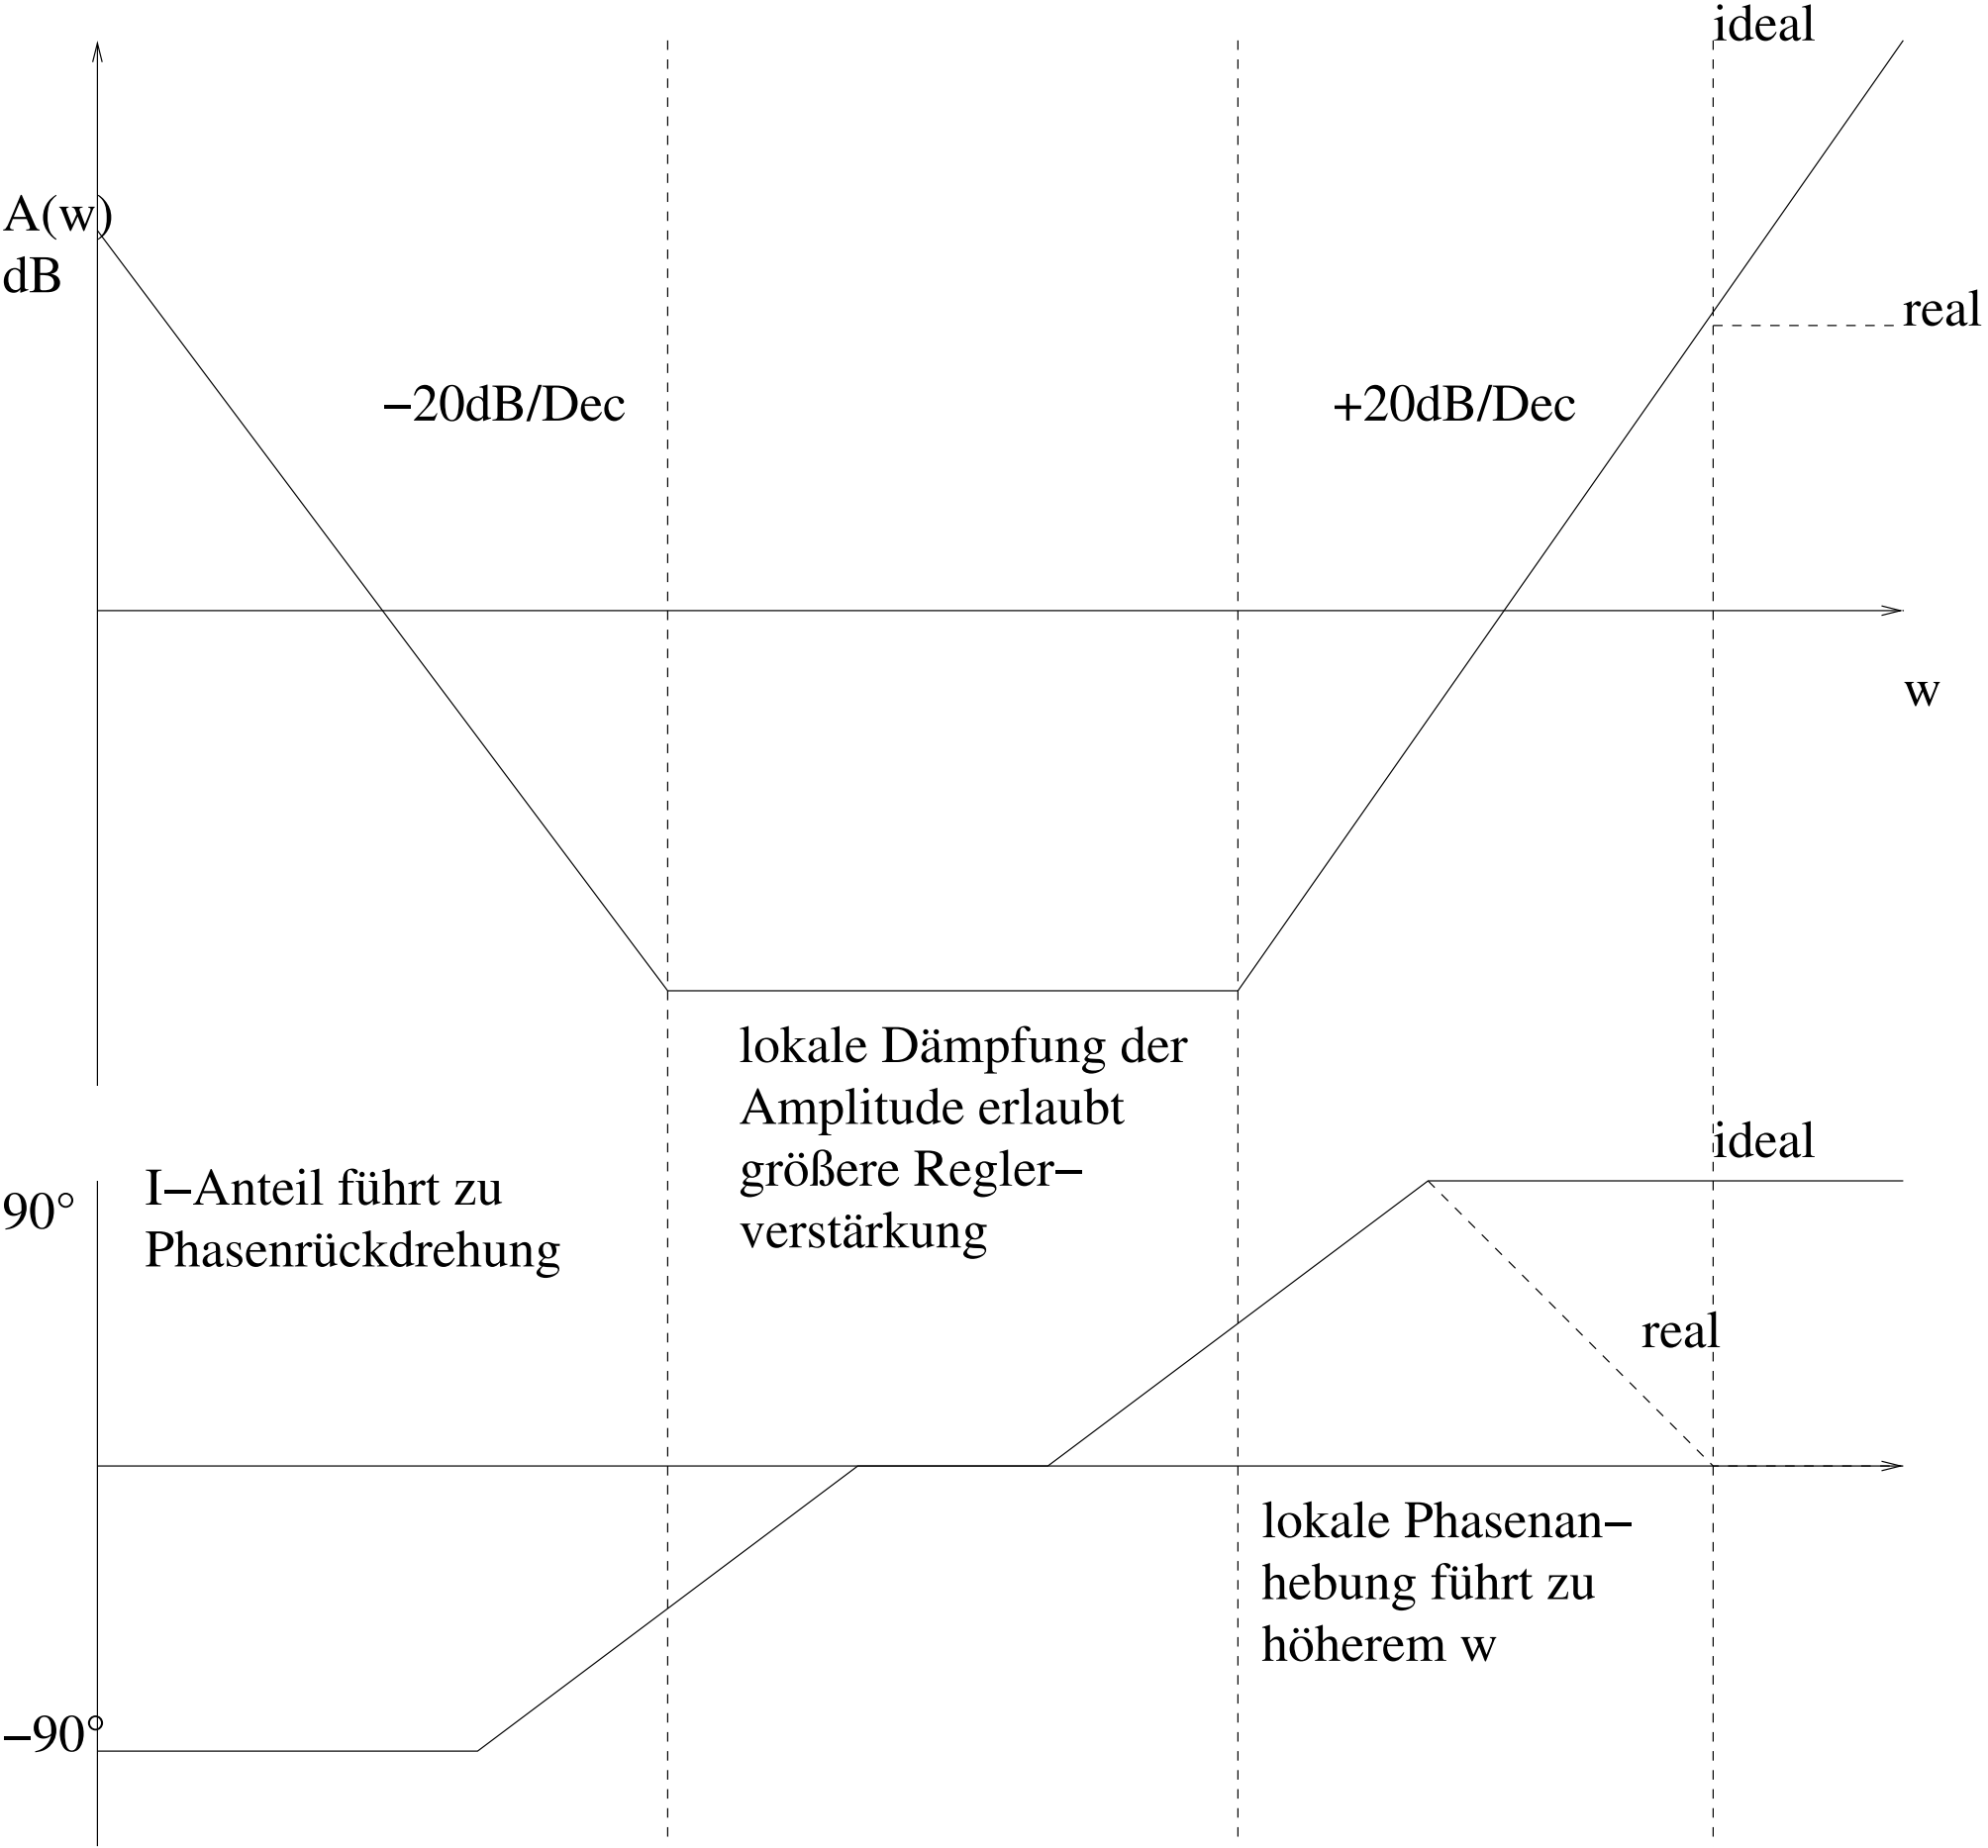 ideal
A(w)
dB
real
−20dB/Dec
+20dB/Dec
w
lokale Dämpfung der
Amplitude erlaubt
größere Regler−
verstärkung
ideal
90°
I−Anteil führt zu
Phasenrückdrehung
real
lokale Phasenan−
hebung führt zu
höherem w
−90°